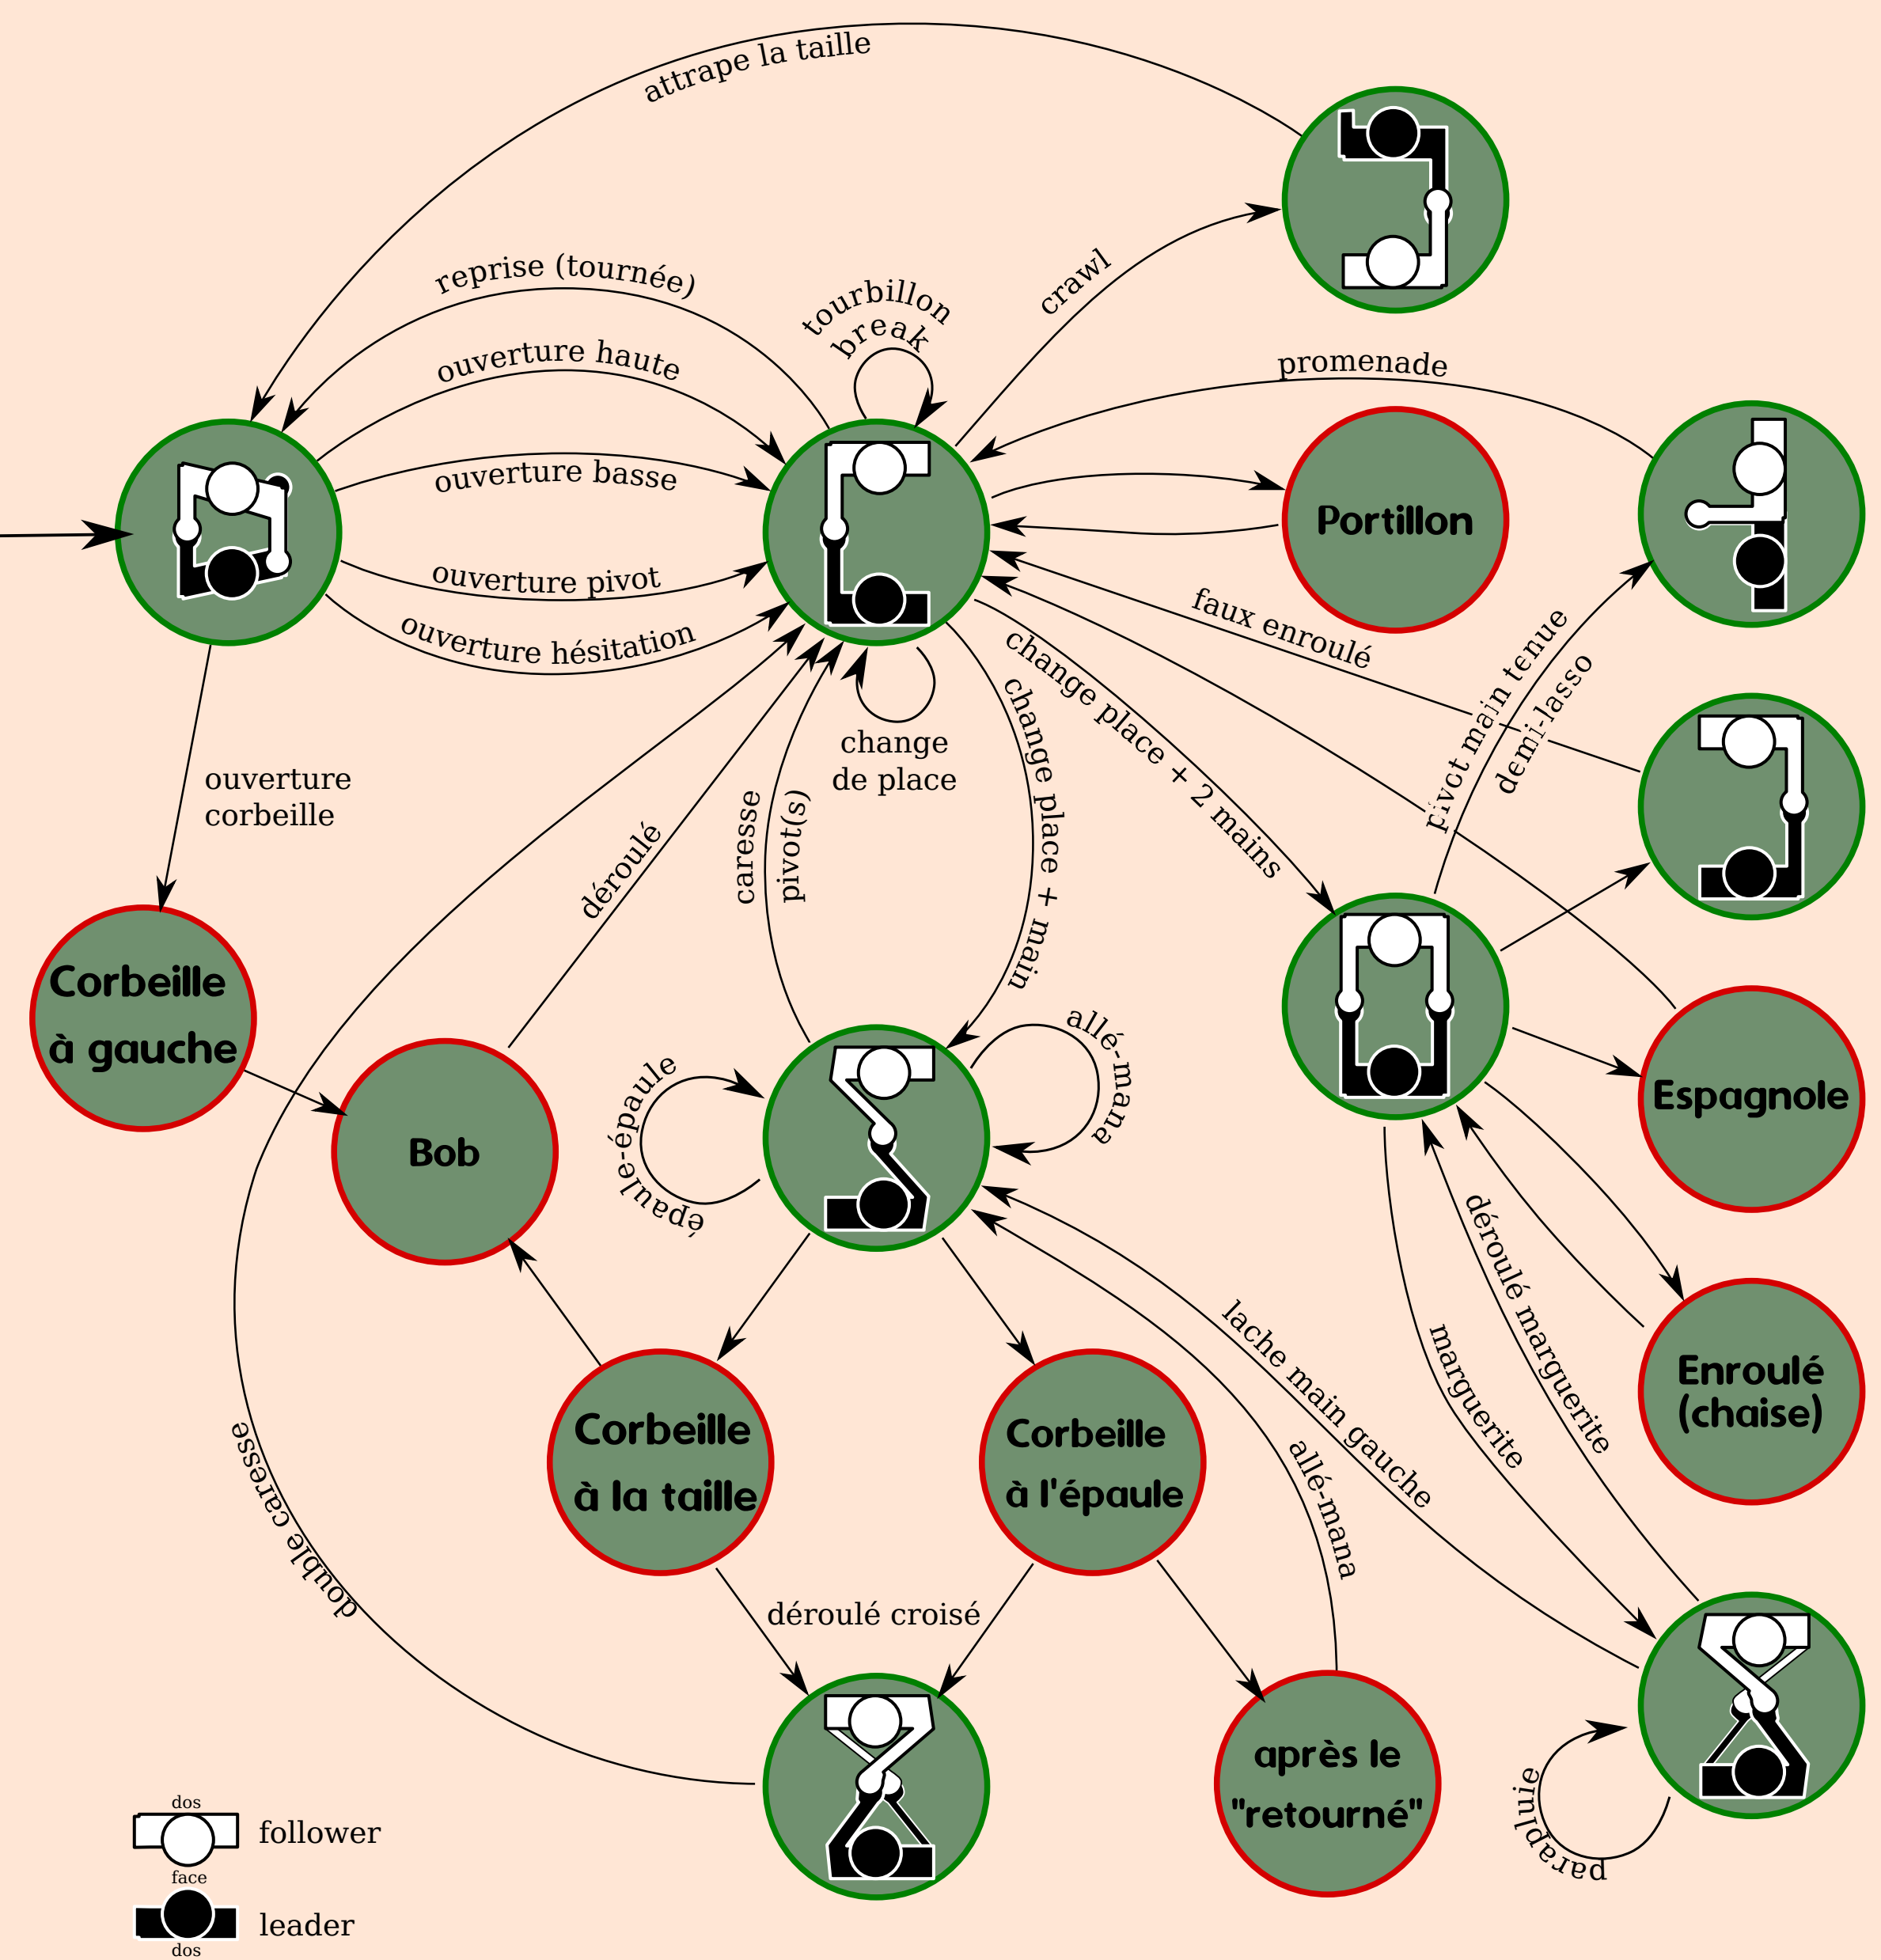 attrape la taille
reprise (tournée)
tourbillon
break
crawl
ouverture haute
promenade
ouverture basse
Portillon
ouverture pivot
faux enroulé
ouverture hésitation
change place + 2 mains
pivot main tenue
demi-lasso
change
de place
change place + main
ouverture
corbeille
caresse
pivot(s)
déroulé
Corbeille
à gauche
allé-mana
épaule-épaule
Bob
Espagnole
déroulé marguerite
lache main gauche
marguerite
Enroulé
(chaise)
Corbeille
à la taille
Corbeille
à l'épaule
allé-mana
double caresse
déroulé croisé
après le
"retourné"
parapluie
dos
follower
face
leader
dos